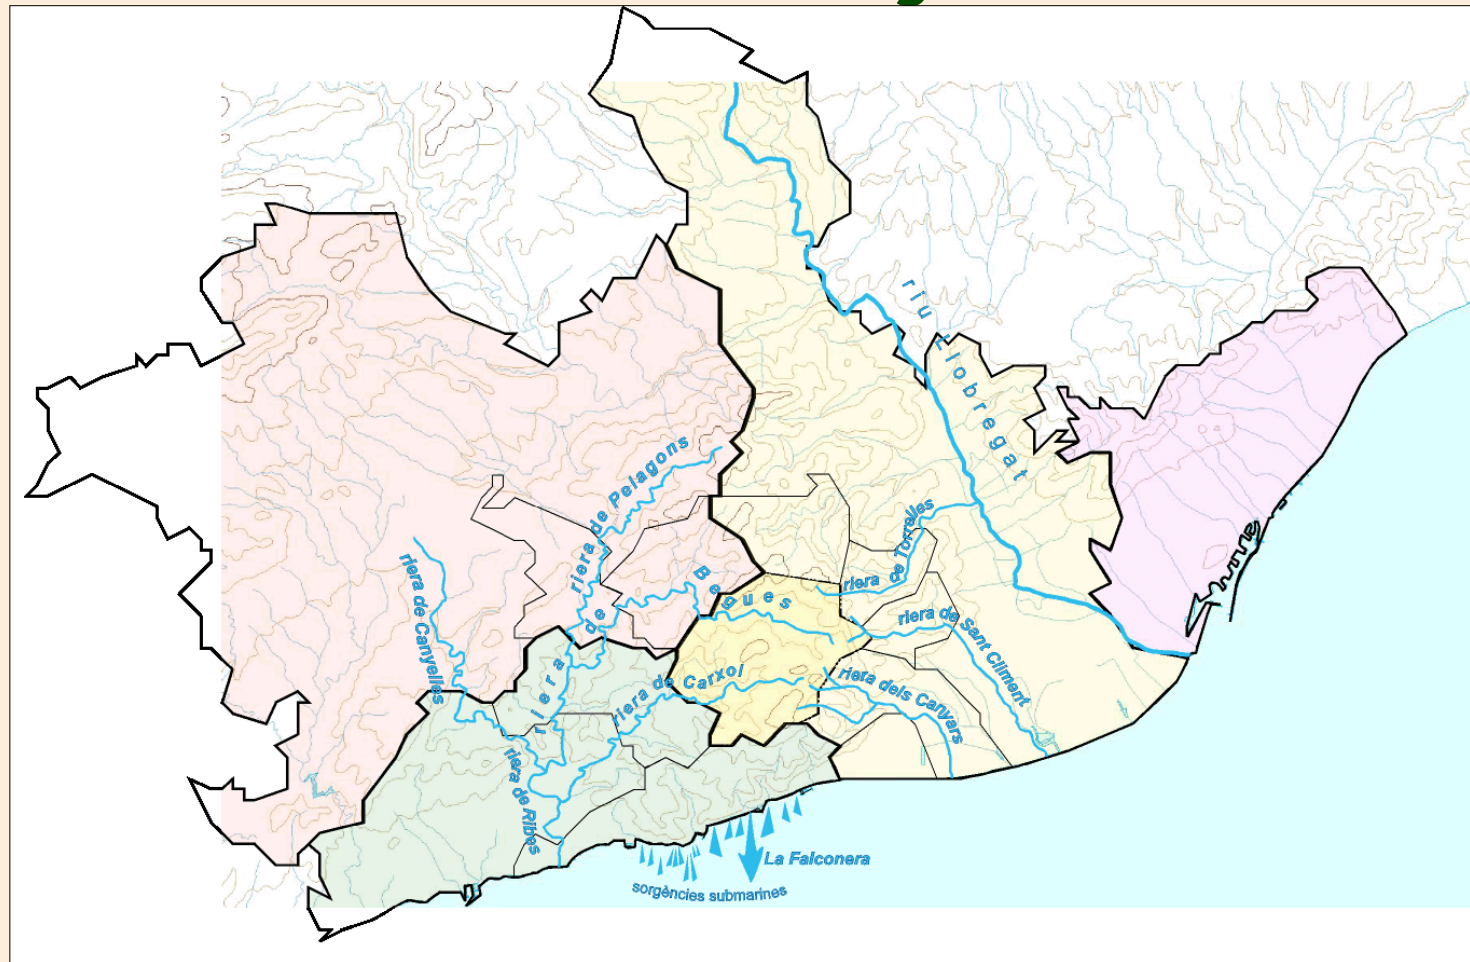 riu Llobregat
riera de Pelagons
riera de Torrelles
riera de Canyelles
riera de Begues
riera de Sant Climent
riera de Carxol
riera dels Canyars
riera de Ribes
La Falconera
sorgències submarines